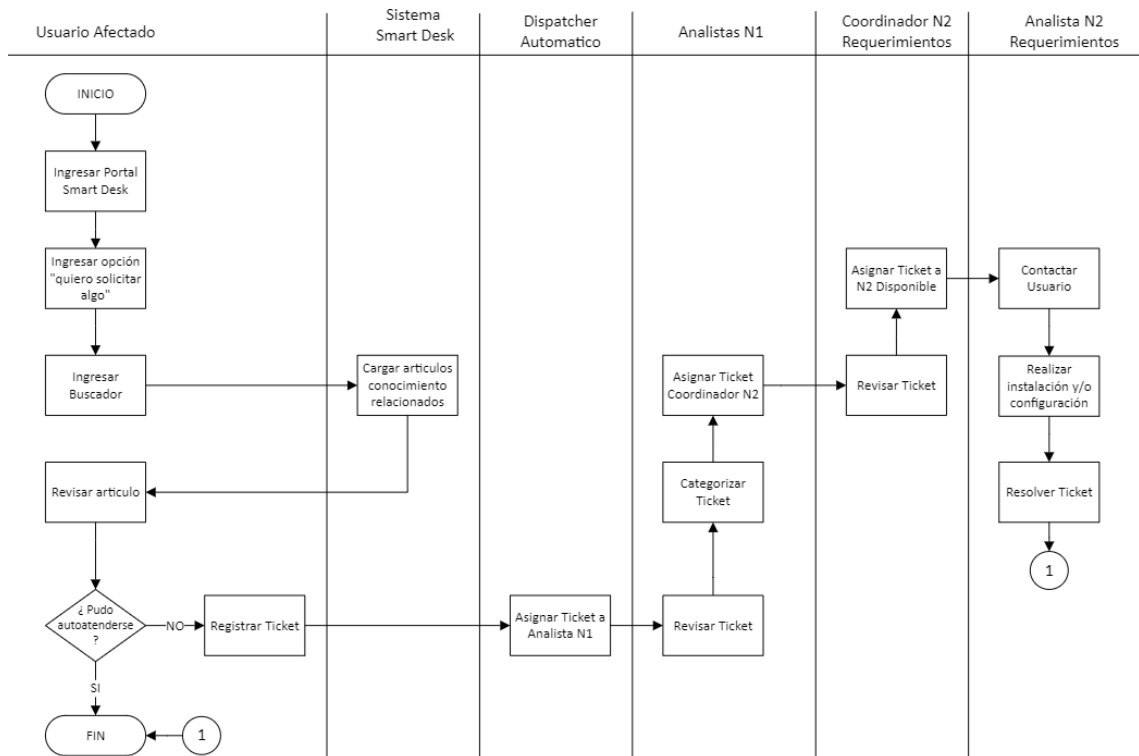 Usuario Afectado
Sistema
Smart Desk
Dispatcher
Automatico
Analistas N1
Coordinador N2
Requerimientos
Analista N2
Requerimientos
INICIO
Ingresar Portal
Smart Desk
Ingresar opción
"quiero solicitar
algo"
Ingresar
Buscador
Cargar articulos
conocimiento
relacionados
Revisar articulo
¿ Pudo
autoatenderse
?
NO
Registrar Ticket
SI
FIN
1
Asignar Ticket a
Analista N1
Revisar Ticket
Categorizar
Ticket
Asignar Ticket
Coordinador N2
Revisar Ticket
Asignar Ticket a
N2 Disponible
Contactar
Usuario
Realizar
instalación y/o
configuración
Resolver Ticket
1